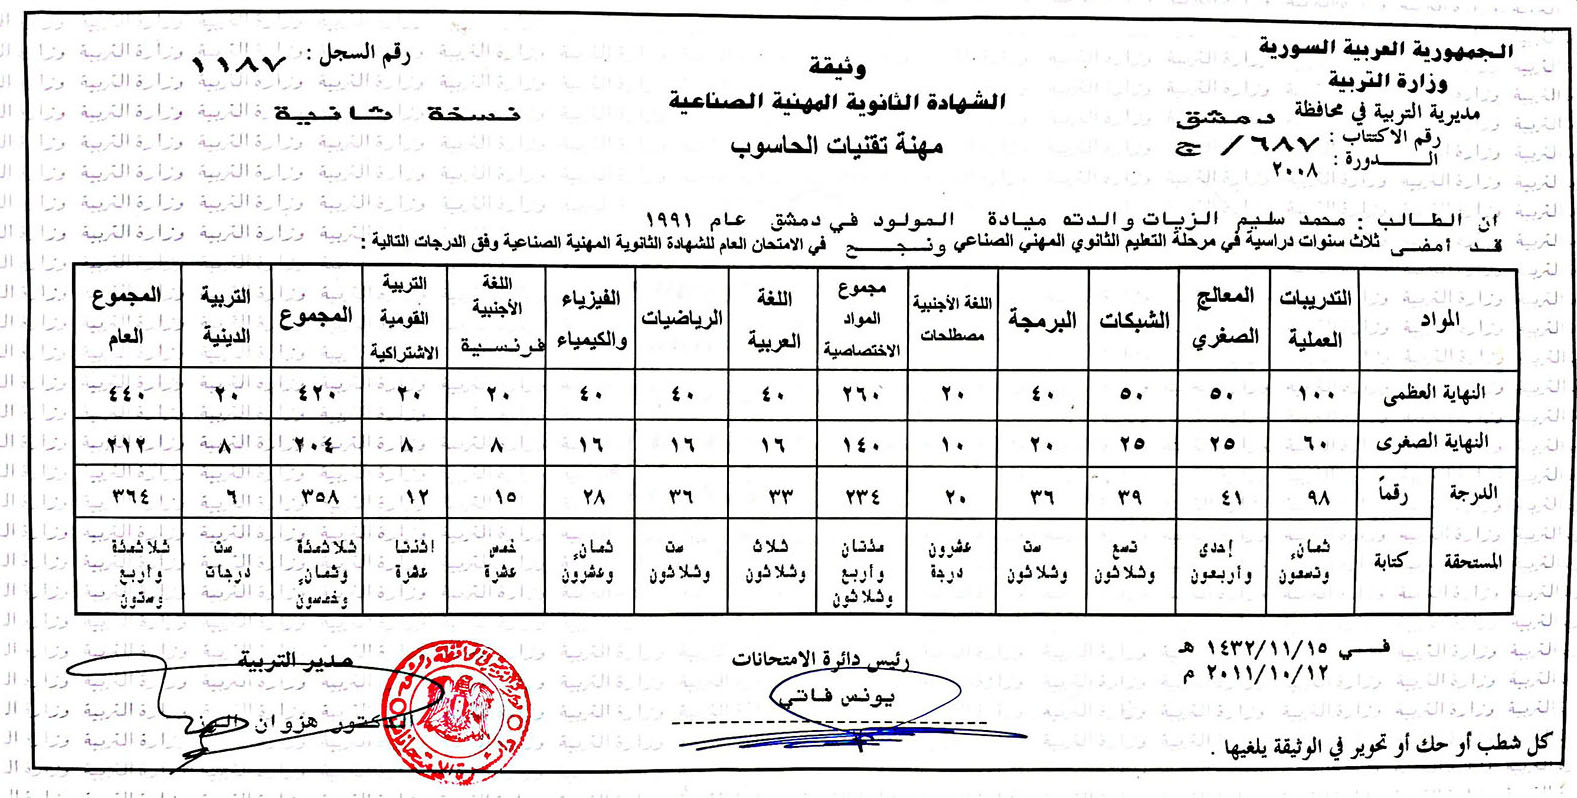 الجمهورية العربية السورية
وزارة التربية
مديرية التربية في محافظة دمشق
رقم الاكتتاب : ٦٨٧ / ج
الــدورة : ٢٠٠٨
وثيقة
الشهادة الثانوية المهنية الصناعية
مهنة تقنيات الحاسوب
رقم السجل : ١١٨٧
نسخة ثانية
ان الطالب : محمد سليم الزيات والدته ميادة المولود في دمشق عام ١٩٩١
قد أمضى ثلاث سنوات دراسية في مرحلة التعليم الثانوي المهني الصناعي ونجح في الامتحان العام للشهادة الثانوية المهنية الصناعية وفق الدرجات التالية :
المواد التدريبات العملية المعالج الصغري الشبكات البرمجة اللغة الأجنبية مصطلحات مجموع المواد الاختصاصية اللغة العربية الرياضيات الفيزياء والكيمياء اللغة الأجنبية فرنسية التربية القومية الاشتراكية المجموع التربية الدينية المجموع العام
النهاية العظمى ١٠٠ ٥٠ ٥٠ ٤٠ ٢٠ ٢٦٠ ٤٠ ٤٠ ٤٠ ٢٠ ٢٠ ٤٢٠ ٢٠ ٤٤٠
النهاية الصغرى ٦٠ ٢٥ ٢٥ ٢٠ ١٠ ١٤٠ ١٦ ١٦ ١٦ ٨ ٨ ٢٠٤ ٨ ٢١٢
الدرجة المستحقة رقماً ٩٨ ٤١ ٣٩ ٣٦ ٢٠ ٢٣٤ ٣٣ ٣٦ ٢٨ ١٥ ١٢ ٣٥٨ ٦ ٣٦٤
كتابة ثمانٍ وتسعون إحدى وأربعون تسع وثلاثون ست وثلاثون عشرون درجة مئتان وأربع وثلاثون ثلاث وثلاثون ست وثلاثون ثمانٍ وعشرون خمس عشرة اثنتا عشرة ثلاثمئة وثمانٍ وخمسون ست درجات ثلاثمئة وأربع وستون
في ١٤٣٢/١١/١٥ هـ
٢٠١١/١٠/١٢ م
رئيس دائرة الامتحانات
يونس فاتي
مدير التربية
الدكتور هزوان الوز
كل شطب أو حك أو تحوير في الوثيقة يلغيها .